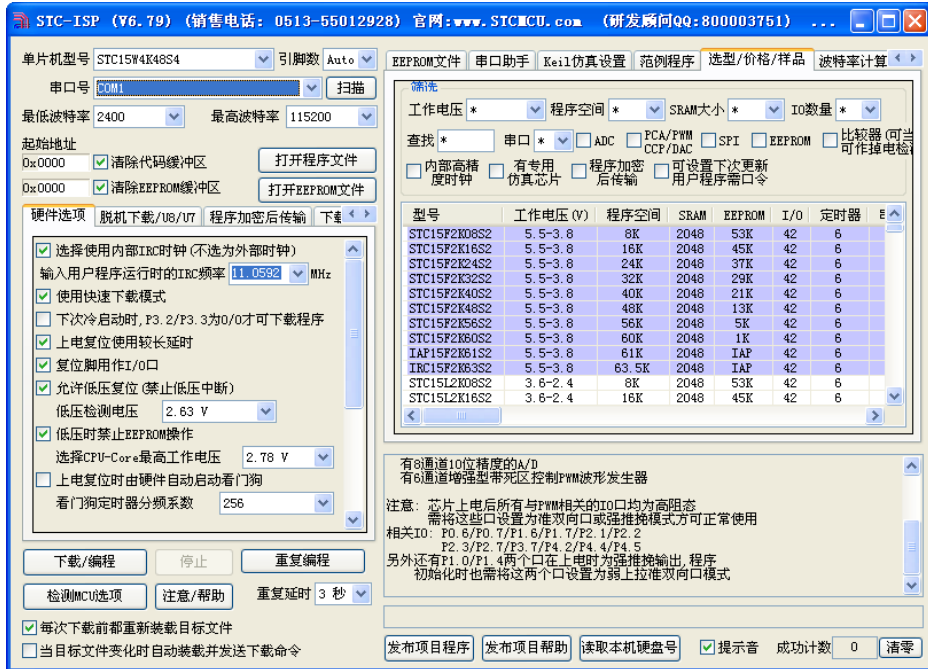 STC-ISP (V6.79) (销售电话: 0513-55012928) 官网:www.STCMCU.com (研发顾问QQ:800003751) ...
单片机型号 STC15W4K48S4 引脚数 Auto
串口号 COM1 扫描
最低波特率 2400 最高波特率 115200
起始地址
0x0000 清除代码缓冲区 打开程序文件
0x0000 清除EEPROM缓冲区 打开EEPROM文件
硬件选项 脱机下载/U8/U7 程序加密后传输
选择使用内部IRC时钟(不选为外部时钟)
输入用户程序运行时的IRC频率 11.0592 MHz
使用快速下载模式
下次冷启动时,P3.2/P3.3为0/0才可下载程序
上电复位使用较长延时
复位脚用作I/O口
允许低压复位(禁止低压中断)
低压检测电压 2.63 V
低压时禁止EEPROM操作
选择CPU-Core最高工作电压 2.78 V
上电复位时由硬件自动启动看门狗
看门狗定时器分频系数 256
下载/编程 停止 重复编程
检测MCU选项 注意/帮助 重复延时 3 秒
每次下载前都重新装载目标文件
当目标文件变化时自动装载并发送下载命令
EEPROM文件 串口助手 Keil仿真设置 范例程序 选型/价格/样品 波特率计算
筛选
工作电压 * 程序空间 * SRAM大小 * IO数量 *
查找 * 串口 * ADC PCA/PWM CCP/DAC SPI EEPROM 比较器(可当 可作掉电检
内部高精度时钟 有专用仿真芯片 程序加密后传输 可设置下次更新用户程序需口令
型号 工作电压(V) 程序空间 SRAM EEPROM I/O 定时器
STC15F2K08S2 5.5-3.8 8K 2048 53K 42 6
STC15F2K16S2 5.5-3.8 16K 2048 45K 42 6
STC15F2K24S2 5.5-3.8 24K 2048 37K 42 6
STC15F2K32S2 5.5-3.8 32K 2048 29K 42 6
STC15F2K40S2 5.5-3.8 40K 2048 21K 42 6
STC15F2K48S2 5.5-3.8 48K 2048 13K 42 6
STC15F2K56S2 5.5-3.8 56K 2048 5K 42 6
STC15F2K60S2 5.5-3.8 60K 2048 1K 42 6
IAP15F2K61S2 5.5-3.8 61K 2048 IAP 42 6
IRC15F2K63S2 5.5-3.8 63.5K 2048 IAP 42 6
STC15L2K08S2 3.6-2.4 8K 2048 53K 42 6
STC15L2K16S2 3.6-2.4 16K 2048 45K 42 6
有8通道10位精度的A/D
有6通道增强型带死区控制PWM波形发生器
注意: 芯片上电后所有与PWM相关的IO口均为高阻态
需将这些口设置为准双向口或强推挽模式方可正常使用
相关IO: P0.6/P0.7/P1.6/P1.7/P2.1/P2.2
P2.3/P2.7/P3.7/P4.2/P4.4/P4.5
另外还有P1.0/P1.4两个口在上电时为强推挽输出,程序
初始化时也需将这两个口设置为弱上拉准双向口模式
发布项目程序 发布项目帮助 读取本机硬盘号 提示音 成功计数 0 清零